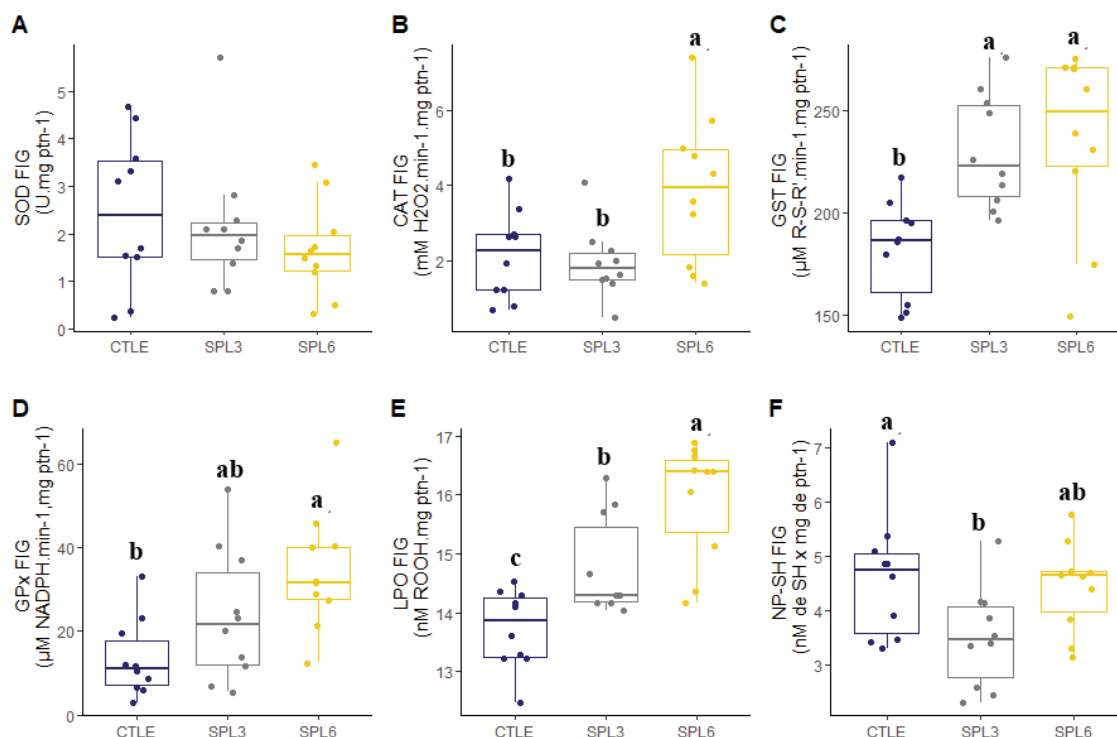 A
SOD FIG
(U.mg ptn-1)
5
4
3
2
1
0
CTLE SPL3 SPL6
B
CAT FIG
(mM H2O2.min-1.mg ptn-1)
6
4
2
b
b
a
CTLE SPL3 SPL6
C
GST FIG
(µM R-S-R'.min-1.mg ptn-1)
250
200
150
b
a
a
CTLE SPL3 SPL6
D
GPx FIG
(µM NADPH.min-1,mg ptn-1)
60
40
20
0
b
ab
a
CTLE SPL3 SPL6
E
LPO FIG
(nM ROOH.mg ptn-1)
17
16
15
14
13
c
b
a
CTLE SPL3 SPL6
F
NP-SH FIG
(nM de SH x mg de ptn-1)
7
6
5
4
3
a
b
ab
CTLE SPL3 SPL6